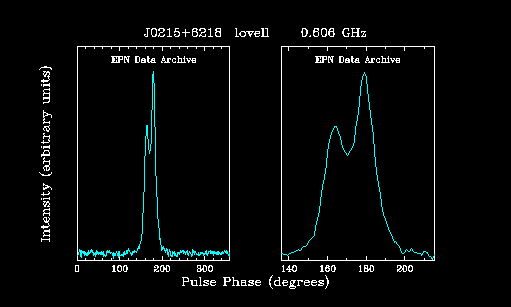 J0215+6218 lovell 0.606 GHz
EPN Data Archive EPN Data Archive
Intensity (arbitrary units)
0 100 200 300 140 160 180 200
Pulse Phase (degrees)